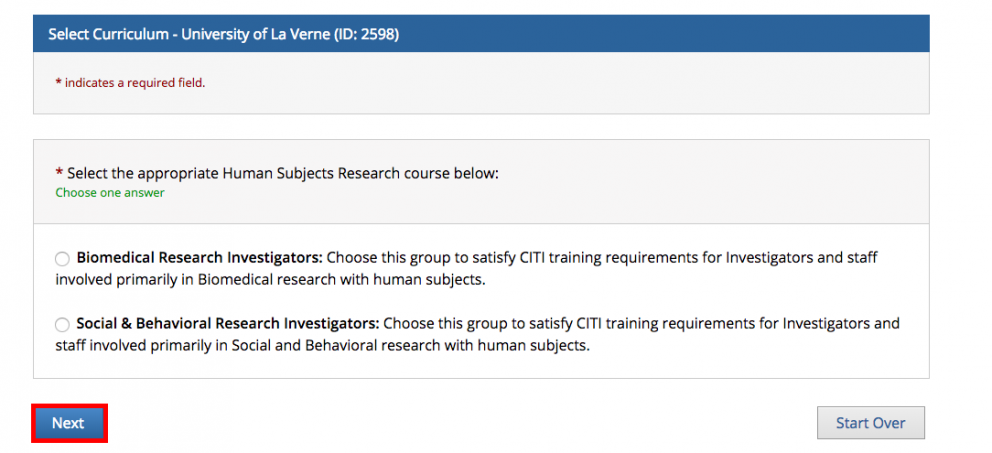 Select Curriculum - University of La Verne (ID: 2598)
* indicates a required field.
* Select the appropriate Human Subjects Research course below:
Choose one answer
Biomedical Research Investigators: Choose this group to satisfy CITI training requirements for Investigators and staff
involved primarily in Biomedical research with human subjects.
Social & Behavioral Research Investigators: Choose this group to satisfy CITI training requirements for Investigators and
staff involved primarily in Social and Behavioral research with human subjects.
Next
Start Over